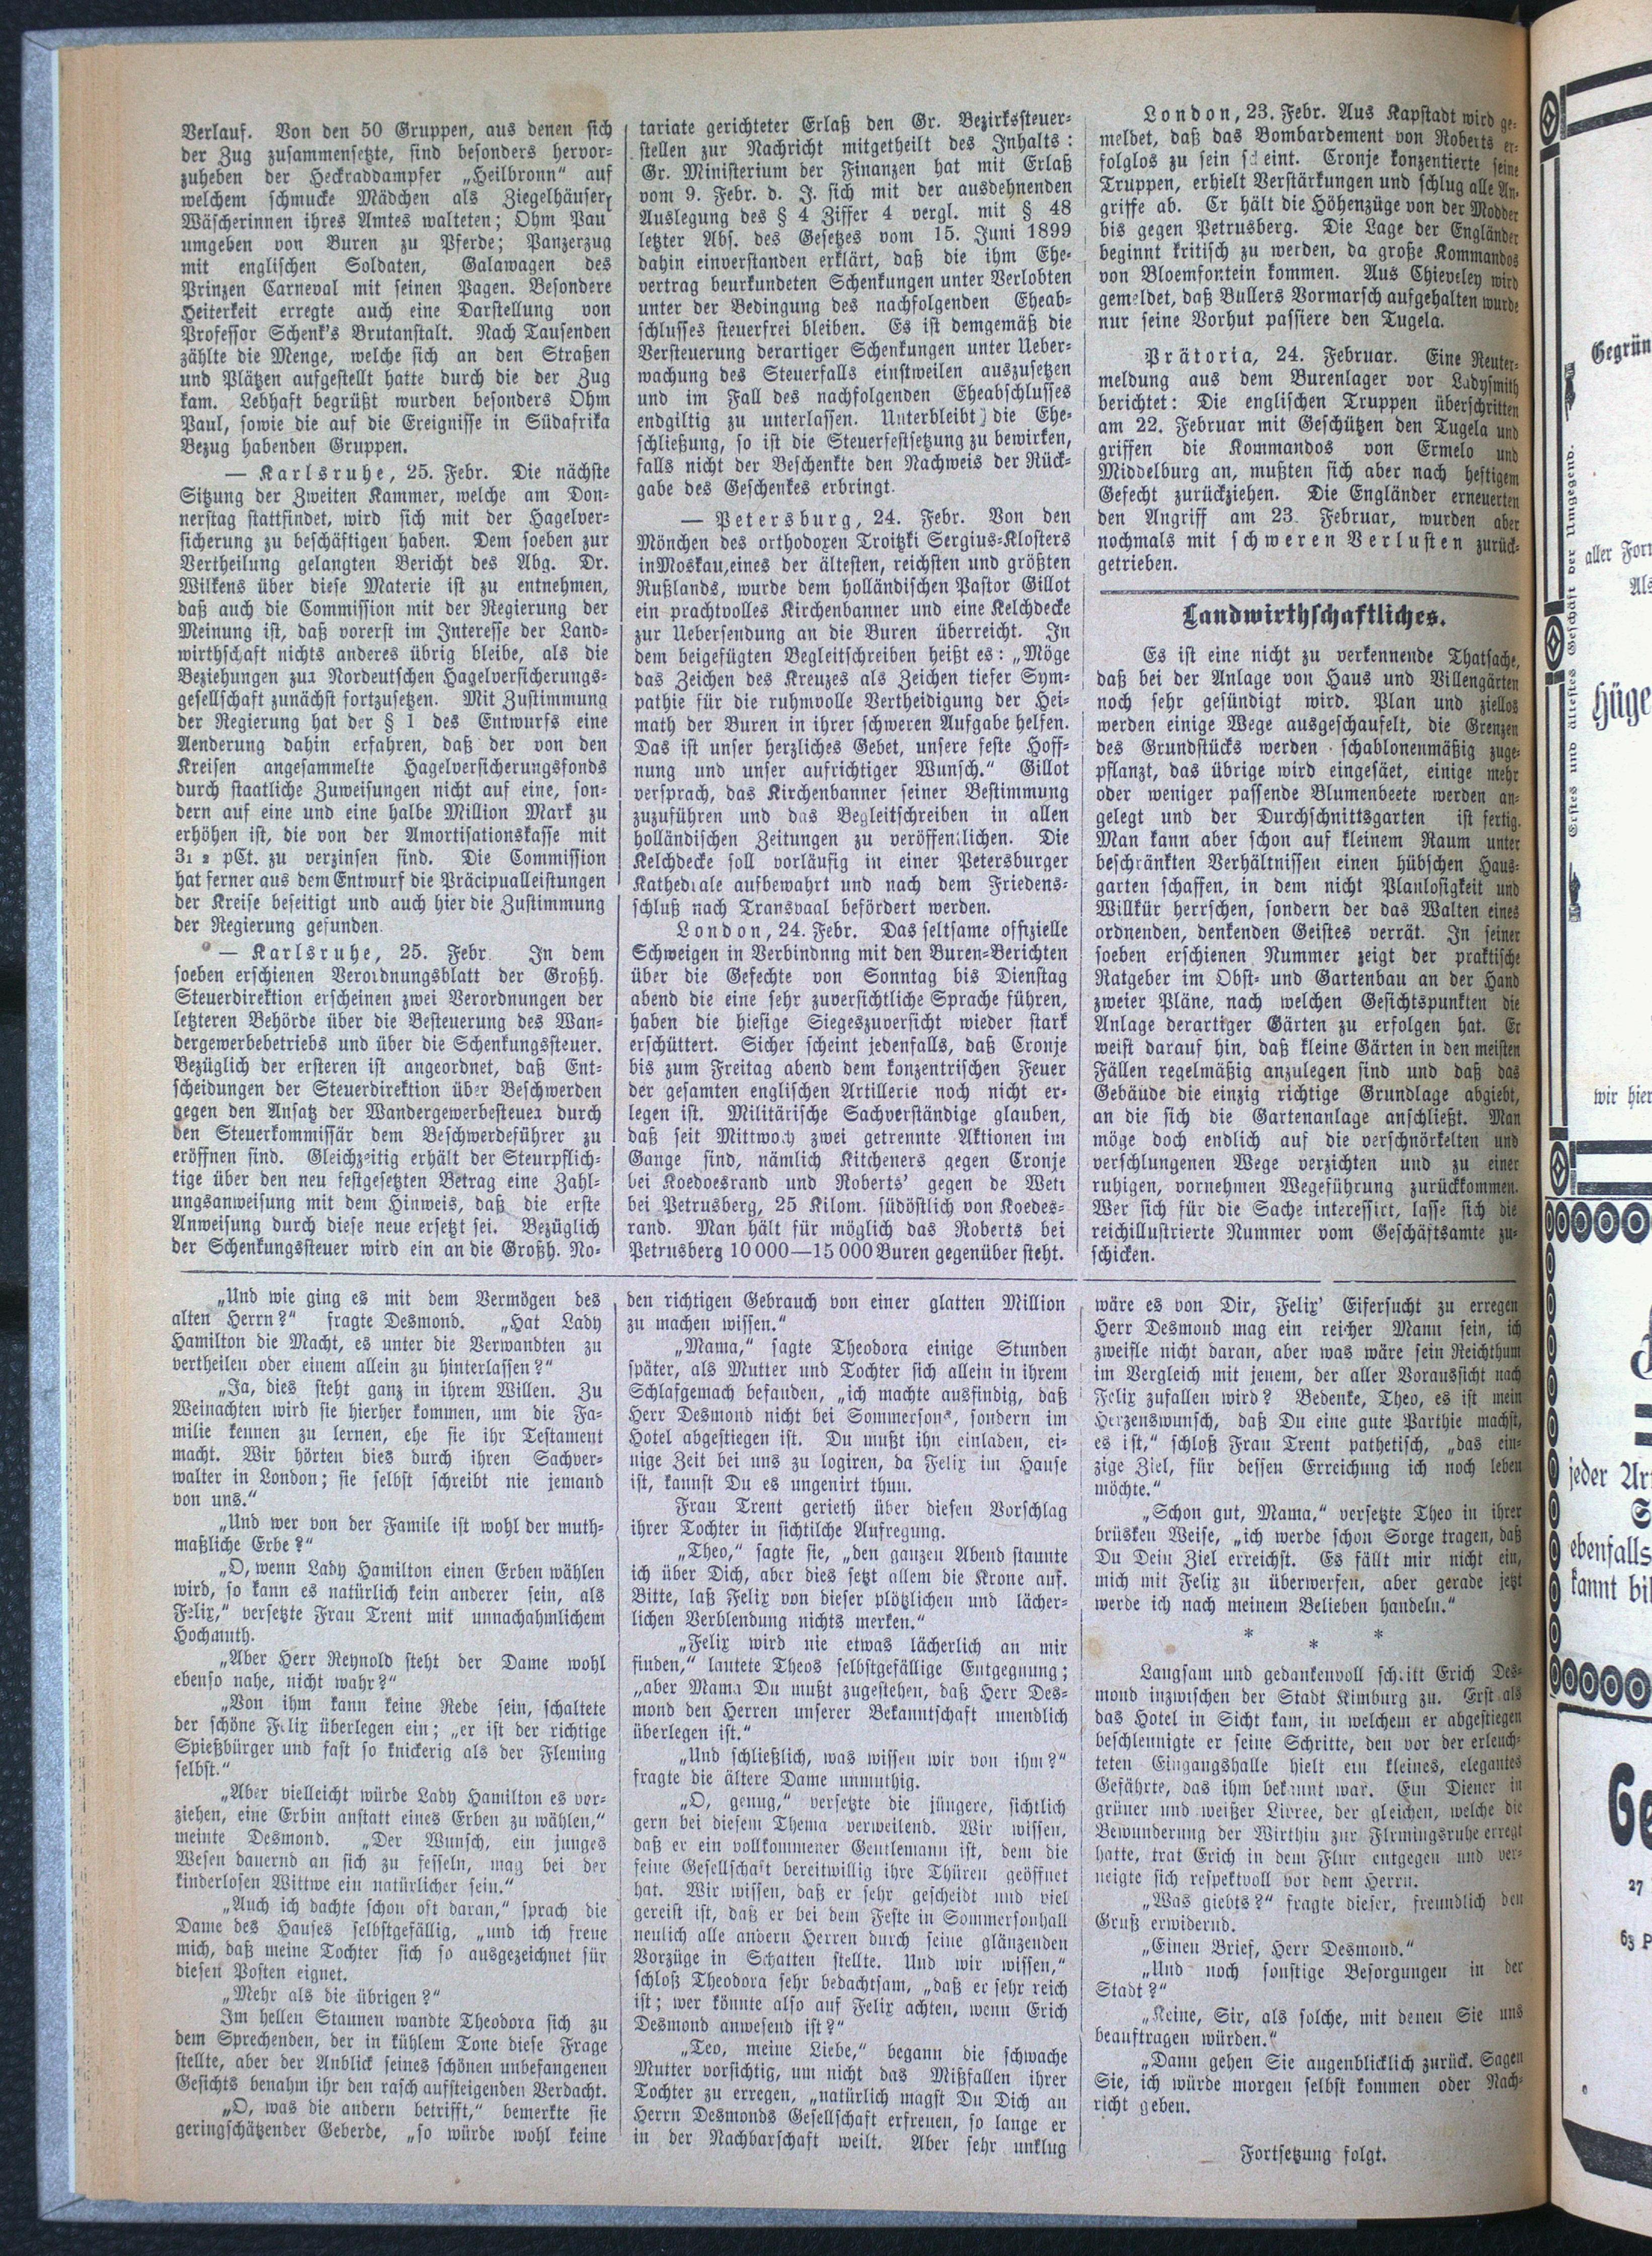 Verlauf. Von den 50 Gruppen, aus denen sich
der Zug zusammensetzte, sind besonders hervor-
zuheben der Heckraddampfer „Heilbronn" auf
welchem schmucke Mädchen als Ziegelhäuser
Wäscherinnen ihres Amtes walteten; Ohm Pau
umgeben von Buren zu Pferde; Panzerzug
mit englischen Soldaten, Galawagen des
Prinzen Carneval mit seinen Pagen. Besondere
Heiterkeit erregte auch eine Darstellung von
Professor Schenk's Brutanstalt. Nach Tausenden
zählte die Menge, welche sich an den Straßen
und Plätzen aufgestellt hatte durch die der Zug
kam. Lebhaft begrüßt wurden besonders Ohm
Paul, sowie die auf die Ereignisse in Südafrika
Bezug habenden Gruppen.
— Karlsruhe, 25. Febr. Die nächste
Sitzung der Zweiten Kammer, welche am Don-
nerstag stattfindet, wird sich mit der Hagelver-
sicherung zu beschäftigen haben. Dem soeben zur
Vertheilung gelangten Bericht des Abg. Dr.
Wilkens über diese Materie ist zu entnehmen,
daß auch die Commission mit der Regierung der
Meinung ist, daß vorerst im Interesse der Land-
wirthschaft nichts anderes übrig bleibe, als die
Beziehungen zur Nordeutschen Hagelversicherungs-
gesellschaft zunächst fortzusetzen. Mit Zustimmung
der Regierung hat der § 1 des Entwurfs eine
Aenderung dahin erfahren, daß der von den
Kreisen angesammelte Hagelversicherungsfonds
durch staatliche Zuweisungen nicht auf eine, son-
dern auf eine und eine halbe Million Mark zu
erhöhen ist, die von der Amortisationskasse mit
3 1 2 pCt. zu verzinsen sind. Die Commission
hat ferner aus dem Entwurf die Präcipualleistungen
der Kreise beseitigt und auch hier die Zustimmung
der Regierung gefunden.
— Karlsruhe, 25. Febr. In dem
soeben erschienen Verordnungsblatt der Großh.
Steuerdirektion erscheinen zwei Verordnungen der
letzteren Behörde über die Besteuerung des Wan-
dergewerbebetriebs und über die Schenkungssteuer.
Bezüglich der ersteren ist angeordnet, daß Ent-
scheidungen der Steuerdirektion über Beschwerden
gegen den Ansatz der Wandergewerbesteuer durch
den Steuerkommissär dem Beschwerdeführer zu
eröffnen sind. Gleichzeitig erhält der Steurpflich-
tige über den neu festgesetzten Betrag eine Zahl-
ungsanweisung mit dem Hinweis, daß die erste
Anweisung durch diese neue ersetzt sei. Bezüglich
der Schenkungssteuer wird ein an die Großh. No-
tariate gerichteter Erlaß den Gr. Bezirkssteuer-
stellen zur Nachricht mitgetheilt des Inhalts:
Gr. Ministerium der Finanzen hat mit Erlaß
vom 9. Febr. d. J. sich mit der ausdehnenden
Auslegung des § 4 Ziffer 4 vergl. mit § 48
letzter Abs. des Gesetzes vom 15. Juni 1899
dahin einverstanden erklärt, daß die ihm Ehe-
vertrag beurkundeten Schenkungen unter Verlobten
unter der Bedingung des nachfolgenden Eheab-
schlusses steuerfrei bleiben. Es ist demgemäß die
Versteuerung derartiger Schenkungen unter Ueber-
wachung des Steuerfalls einstweilen auszusetzen
und im Fall des nachfolgenden Eheabschlusses
endgiltig zu unterlassen. Unterbleibt die Ehe-
schließung, so ist die Steuerfestsetzung zu bewirken,
falls nicht der Beschenkte den Nachweis der Rück-
gabe des Geschenkes erbringt.
— Petersburg, 24. Febr. Von den
Mönchen des orthodoxen Troitzki Sergius-Klosters
in Moskau, eines der ältesten, reichsten und größten
Rußlands, wurde dem holländischen Pastor Gillot
ein prachtvolles Kirchenbanner und eine Kelchdecke
zur Uebersendung an die Buren überreicht. In
dem beigefügten Begleitschreiben heißt es: „Möge
das Zeichen des Kreuzes als Zeichen tiefer Sym-
pathie für die ruhmvolle Vertheidigung der Hei-
math der Buren in ihrer schweren Aufgabe helfen.
Das ist unser herzliches Gebet, unsere feste Hoff-
nung und unser aufrichtiger Wunsch." Gillot
versprach, das Kirchenbanner seiner Bestimmung
zuzuführen und das Begleitschreiben in allen
holländischen Zeitungen zu veröffentlichen. Die
Kelchdecke soll vorläufig in einer Petersburger
Kathedrale aufbewahrt und nach dem Friedens-
schluß nach Transvaal befördert werden.
London, 24. Febr. Das seltsame offizielle
Schweigen in Verbindnng mit den Buren-Berichten
über die Gefechte von Sonntag bis Dienstag
abend die eine sehr zuversichtliche Sprache führen,
haben die hiesige Siegeszuversicht wieder stark
erschüttert. Sicher scheint jedenfalls, daß Cronje
bis zum Freitag abend dem konzentrischen Feuer
der gesamten englischen Artillerie noch nicht er-
legen ist. Militärische Sachverständige glauben,
daß seit Mittwoch zwei getrennte Aktionen im
Gange sind, nämlich Kitcheners gegen Cronje
bei Koedoesrand und Roberts' gegen de Wett
bei Petrusberg, 25 Kilom. südöstlich von Koedes-
rand. Man hält für möglich das Roberts bei
Petrusberg 10 000—15 000 Buren gegenüber steht.
London, 23. Febr. Aus Kapstadt wird ge-
meldet, daß das Bombardement von Roberts er-
folglos zu sein scheint. Cronje konzentierte seine
Truppen, erhielt Verstärkungen und schlug alle An-
griffe ab. Er hält die Höhenzüge von der Modder
bis gegen Petrusberg. Die Lage der Engländer
beginnt kritisch zu werden, da große Kommandos
von Bloemfontein kommen. Aus Chieveley wird
gemeldet, daß Bullers Vormarsch aufgehalten wurde
nur seine Vorhut passiere den Tugela.
Prätoria, 24. Februar. Eine Reuter-
meldung aus dem Burenlager vor Ladysmith
berichtet: Die englischen Truppen überschritten
am 22. Februar mit Geschützen den Tugela und
griffen die Kommandos von Ermelo und
Middelburg an, mußten sich aber nach heftigem
Gefecht zurückziehen. Die Engländer erneuerten
den Angriff am 23. Februar, wurden aber
nochmals mit schweren Verlusten zurück-
getrieben.
Landwirthschaftliches.
Es ist eine nicht zu verkennende Thatsache,
daß bei der Anlage von Haus und Villengärten
noch sehr gesündigt wird. Plan und ziellos
werden einige Wege ausgeschaufelt, die Grenzen
des Grundstücks werden schablonenmäßig zuge-
pflanzt, das übrige wird eingesäet, einige mehr
oder weniger passende Blumenbeete werden an-
gelegt und der Durchschnittsgarten ist fertig.
Man kann aber schon auf kleinem Raum unter
beschränkten Verhältnissen einen hübschen Haus-
garten schaffen, in dem nicht Planlosigkeit und
Willkür herrschen, sondern der das Walten eines
ordnenden, denkenden Geistes verrät. In seiner
soeben erschienen Nummer zeigt der praktische
Ratgeber im Obst- und Gartenbau an der Hand
zweier Pläne, nach welchen Gesichtspunkten die
Anlage derartiger Gärten zu erfolgen hat. Er
weist darauf hin, daß kleine Gärten in den meisten
Fällen regelmäßig anzulegen sind und daß das
Gebäude die einzig richtige Grundlage abgiebt,
an die sich die Gartenanlage anschließt. Man
möge doch endlich auf die verschnörkelten und
verschlungenen Wege verzichten und zu einer
ruhigen, vornehmen Wegeführung zurückkommen.
Wer sich für die Sache interessirt, lasse sich die
reichillustrierte Nummer vom Geschäftsamte zu-
schicken.
„Und wie ging es mit dem Vermögen des
alten Herrn?" fragte Desmond. „Hat Lady
Hamilton die Macht, es unter die Verwandten zu
vertheilen oder einem allein zu hinterlassen?"
„Ja, dies steht ganz in ihrem Willen. Zu
Weinachten wird sie hierher kommen, um die Fa-
milie kennen zu lernen, ehe sie ihr Testament
macht. Wir hörten dies durch ihren Sachver-
walter in London; sie selbst schreibt nie jemand
von uns."
„Und wer von der Famile ist wohl der muth-
maßliche Erbe?"
„O, wenn Lady Hamilton einen Erben wählen
wird, so kann es natürlich kein anderer sein, als
Felix," versetzte Frau Trent mit unnachahmlichem
Hochmuth.
„Aber Herr Reynold steht der Dame wohl
ebenso nahe, nicht wahr?"
„Von ihm kann keine Rede sein, schaltete
der schöne Felix überlegen ein; „er ist der richtige
Spießbürger und fast so knickerig als der Fleming
selbst."
„Aber vielleicht würde Lady Hamilton es vor-
ziehen, eine Erbin anstatt eines Erben zu wählen,"
meinte Desmond. „Der Wunsch, ein junges
Wesen dauernd an sich zu fesseln, mag bei der
kinderlosen Wittwe ein natürlicher sein."
„Auch ich dachte schon oft daran," sprach die
Dame des Hauses selbstgefällig, „und ich freue
mich, daß meine Tochter sich so ausgezeichnet für
diesen Posten eignet.
„Mehr als die übrigen?"
Im hellen Staunen wandte Theodora sich zu
dem Sprechenden, der in kühlem Tone diese Frage
stellte, aber der Anblick seines schönen unbefangenen
Gesichts benahm ihr den rasch aufsteigenden Verdacht.
„O, was die andern betrifft," bemerkte sie
geringschätzender Geberde, „so würde wohl keine
den richtigen Gebrauch von einer glatten Million
zu machen wissen."
„Mama," sagte Theodora einige Stunden
später, als Mutter und Tochter sich allein in ihrem
Schlafgemach befanden, „ich machte ausfindig, daß
Herr Desmond nicht bei Sommersons, sondern im
Hotel abgestiegen ist. Du mußt ihn einladen, ei-
nige Zeit bei uns zu logiren, da Felix im Hause
ist, kannst Du es ungenirt thun.
Frau Trent gerieth über diesen Vorschlag
ihrer Tochter in sichtilche Aufregung.
„Theo," sagte sie, „den ganzen Abend staunte
ich über Dich, aber dies setzt allem die Krone auf.
Bitte, laß Felix von dieser plötzlichen und lächer-
lichen Verblendung nichts merken."
„Felix wird nie etwas lächerlich an mir
finden," lautete Theos selbstgefällige Entgegnung;
„aber Mama Du mußt zugestehen, daß Herr Des-
mond den Herren unserer Bekanntschaft unendlich
überlegen ist."
„Und schließlich, was wissen wir von ihm?"
fragte die ältere Dame unmuthig.
„O, genug," versetzte die jüngere, sichtlich
gern bei diesem Thema verweilend. Wir wissen,
daß er ein vollkommener Gentlemann ist, dem die
feine Gesellschaft bereitwillig ihre Thüren geöffnet
hat. Wir wissen, daß er sehr gescheidt und viel
gereist ist, daß er bei dem Feste in Sommersonhall
neulich alle andern Herren durch seine glänzenden
Vorzüge in Schatten stellte. Und wir wissen,"
schloß Theodora sehr bedachtsam, „daß er sehr reich
ist; wer könnte also auf Felix achten, wenn Erich
Desmond anwesend ist?"
„Teo, meine Liebe," begann die schwache
Mutter vorsichtig, um nicht das Mißfallen ihrer
Tochter zu erregen, „natürlich magst Du Dich an
Herrn Desmonds Gesellschaft erfreuen, so lange er
in der Nachbarschaft weilt. Aber sehr unklug
wäre es von Dir, Felix' Eifersucht zu erregen
Herr Desmond mag ein reicher Mann sein, ich
zweifle nicht daran, aber was wäre sein Reichthum
im Vergleich mit jenem, der aller Voraussicht nach
Felix zufallen wird? Bedenke, Theo, es ist mein
Herzenswunsch, daß Du eine gute Parthie machst,
es ist," schloß Frau Trent pathetisch, „das ein-
zige Ziel, für dessen Erreichung ich noch leben
möchte."
„Schon gut, Mama," versetzte Theo in ihrer
brüsken Weise, „ich werde schon Sorge tragen, daß
Du Dein Ziel erreichst. Es fällt mir nicht ein,
mich mit Felix zu überwerfen, aber gerade jetzt
werde ich nach meinem Belieben handeln."
* * *
Langsam und gedankenvoll schritt Erich Des-
mond inzwischen der Stadt Kimburg zu. Erst als
das Hotel in Sicht kam, in welchem er abgestiegen
beschleunigte er seine Schritte, den vor der erleuch-
teten Eingangshalle hielt ein kleines, elegantes
Gefährte, das ihm bekannt war. Ein Diener in
grüner und weißer Livree, der gleichen, welche die
Bewunderung der Wirthin zur Flemingsruhe erregt
hatte, trat Erich in dem Flur entgegen und ver-
neigte sich respektvoll vor dem Herrn.
„Was giebts?" fragte dieser, freundlich den
Gruß erwidernd.
„Einen Brief, Herr Desmond."
„Und noch sonstige Besorgungen in der
Stadt?"
„Keine, Sir, als solche, mit denen Sie uns
beauftragen würden."
„Dann gehen Sie augenblicklich zurück. Sagen
Sie, ich würde morgen selbst kommen oder Nach-
richt geben.
Fortsetzung folgt.
Erstes und ältestes Geschäft der Umgegend.
Gegrün
aller For
Als
Hüge
wir hier
jeder Ar
S
ebenfalls
kannt bil
Ge
27
63 P